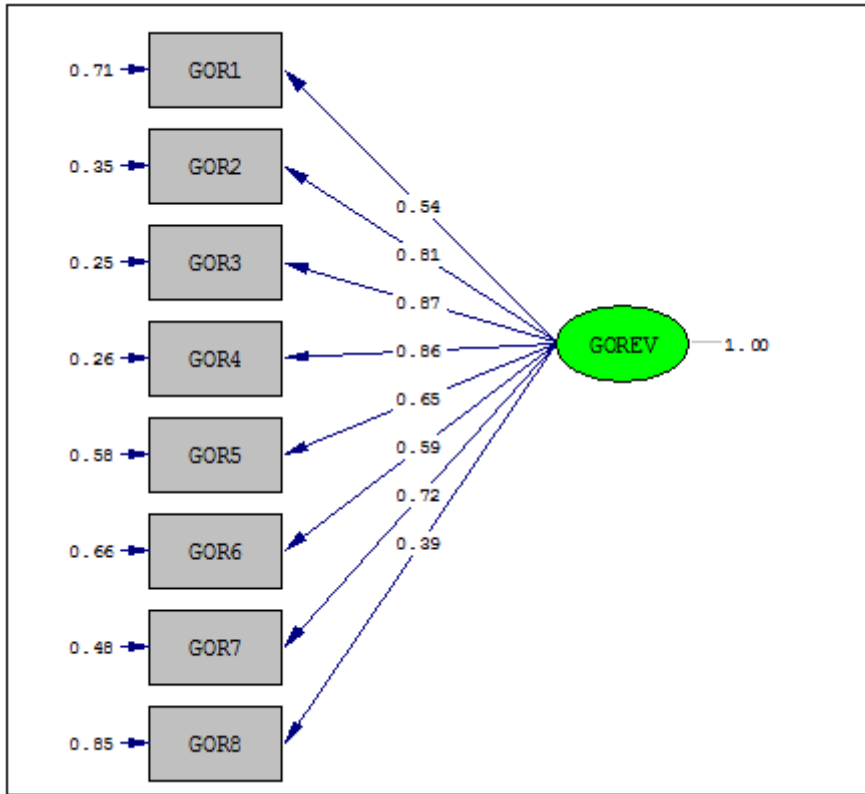 0.71 GOR1
0.54
0.35 GOR2
0.81
0.25 GOR3
0.87
GOREV 1.00
0.26 GOR4
0.86
0.65
0.58 GOR5
0.59
0.72
0.66 GOR6
0.39
0.48 GOR7
0.85 GOR8